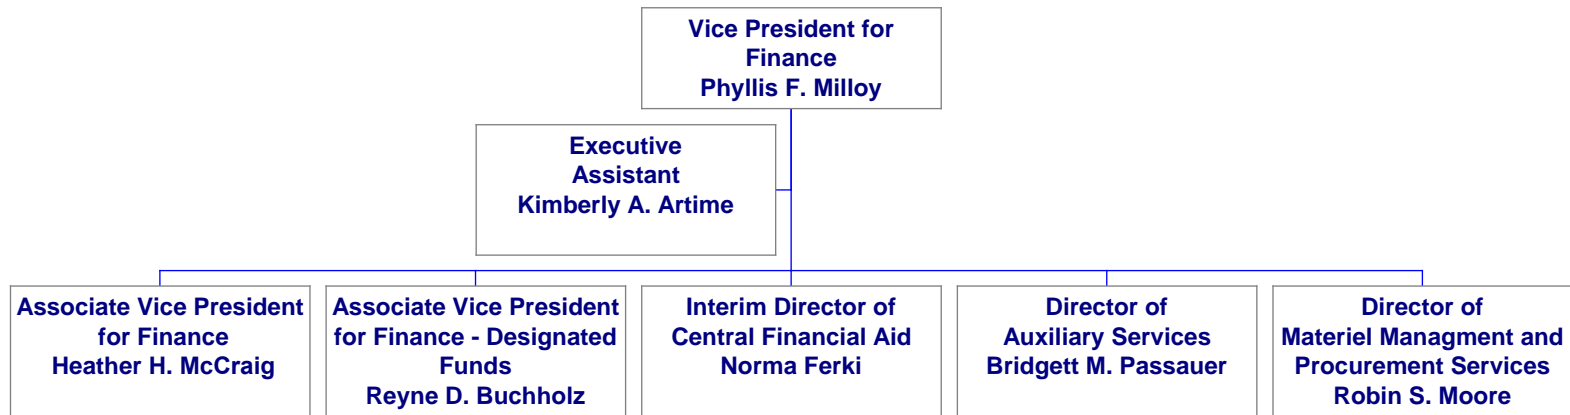 Vice President for
Finance
Phyllis F. Milloy
Executive
Assistant
Kimberly A. Artime
Associate Vice President
for Finance
Heather H. McCraig
Associate Vice President
for Finance - Designated
Funds
Reyne D. Buchholz
Interim Director of
Central Financial Aid
Norma Ferki
Director of
Auxiliary Services
Bridgett M. Passauer
Director of
Materiel Managment and
Procurement Services
Robin S. Moore